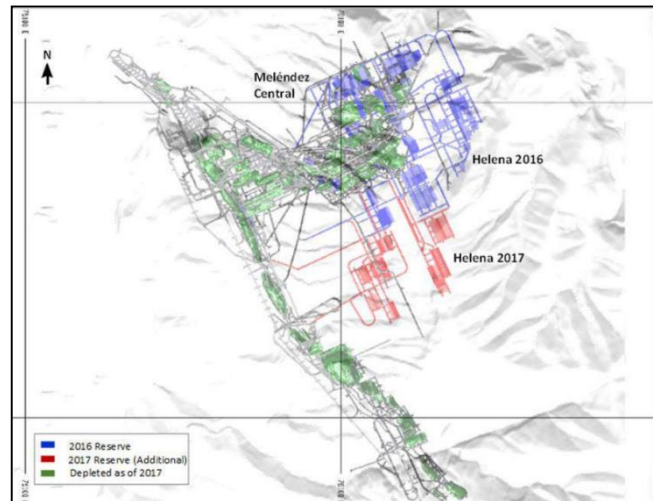 N
Meléndez
Central
Helena 2016
Helena 2017
2016 Reserve
2017 Reserve (Additional)
Depleted as of 2017